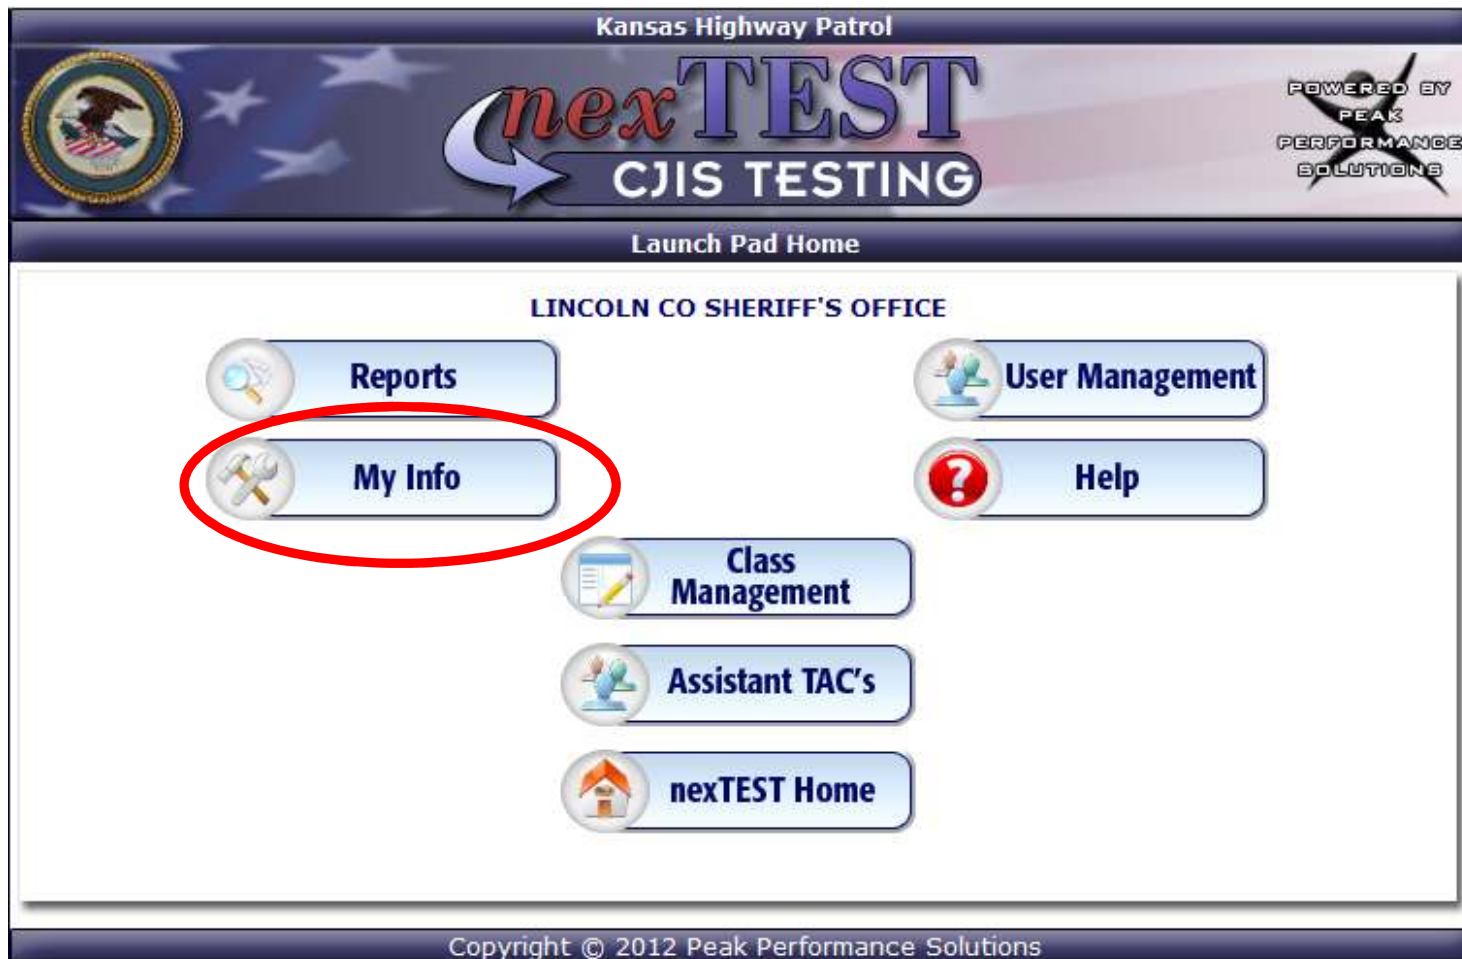 Kansas Highway Patrol
nexTEST
CJIS TESTING
POWERED BY
PEAK
PERFORMANCE
SOLUTIONS
Launch Pad Home
LINCOLN CO SHERIFF'S OFFICE
Reports
User Management
My Info
Help
Class
Management
Assistant TAC's
nexTEST Home
Copyright © 2012 Peak Performance Solutions